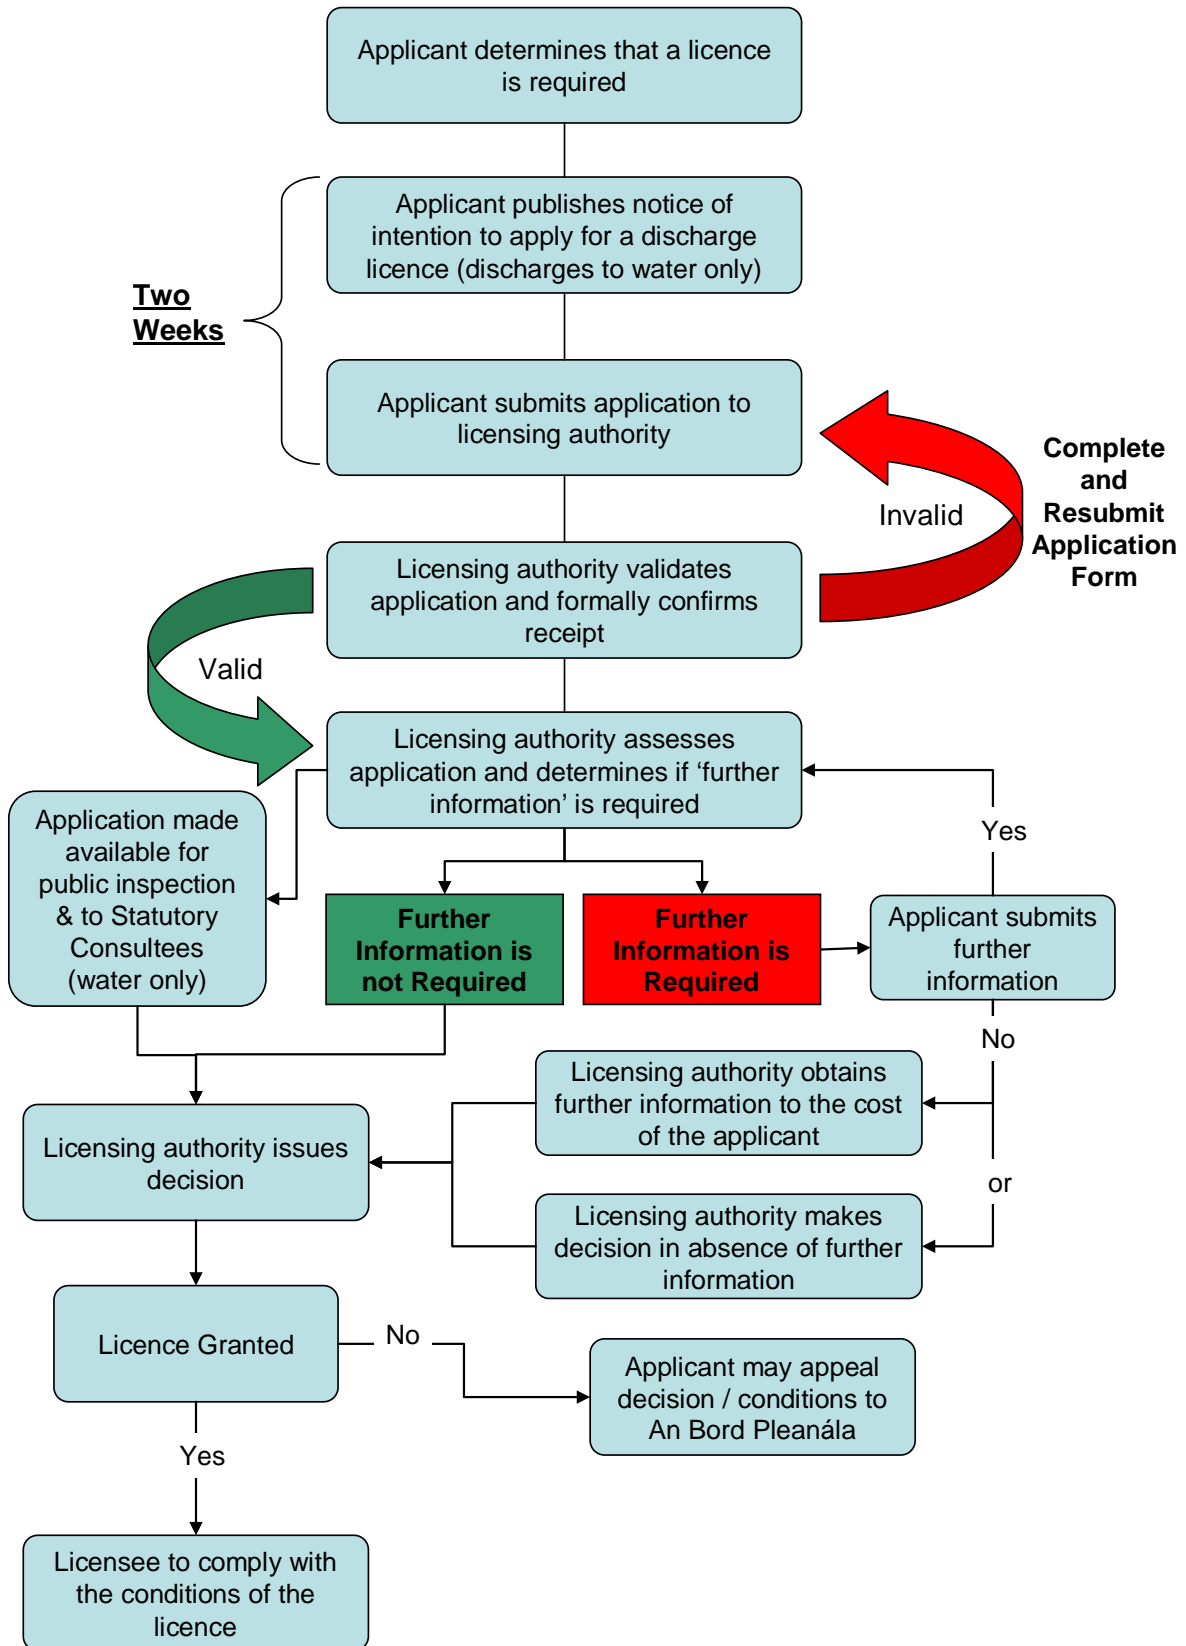 Applicant determines that a licence
is required
Applicant publishes notice of
intention to apply for a discharge
licence (discharges to water only)
Two
Weeks
Applicant submits application to
licensing authority
Complete
and
Resubmit
Application
Form
Invalid
Licensing authority validates
application and formally confirms
receipt
Valid
Licensing authority assesses
application and determines if ‘further
information’ is required
Application made
available for
public inspection
& to Statutory
Consultees
(water only)
Further
Information is
not Required
Further
Information is
Required
Yes
Applicant submits
further
information
No
Licensing authority obtains
further information to the cost
of the applicant
or
Licensing authority makes
decision in absence of further
information
Licensing authority issues
decision
Licence Granted
No
Applicant may appeal
decision / conditions to
An Bord Pleanála
Yes
Licensee to comply with
the conditions of the
licence